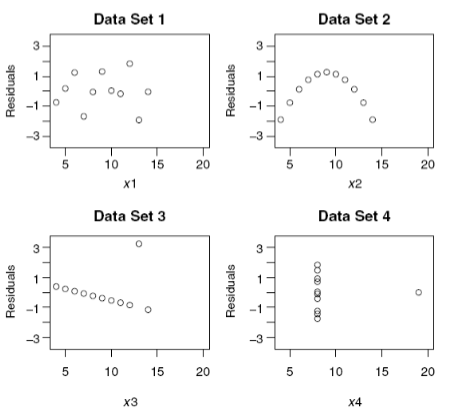 Data Set 1
Residuals
3
1
−1
−3
5 10 15 20
x1
Data Set 2
Residuals
3
1
−1
−3
5 10 15 20
x2
Data Set 3
Residuals
3
1
−1
−3
5 10 15 20
x3
Data Set 4
Residuals
3
1
−1
−3
5 10 15 20
x4